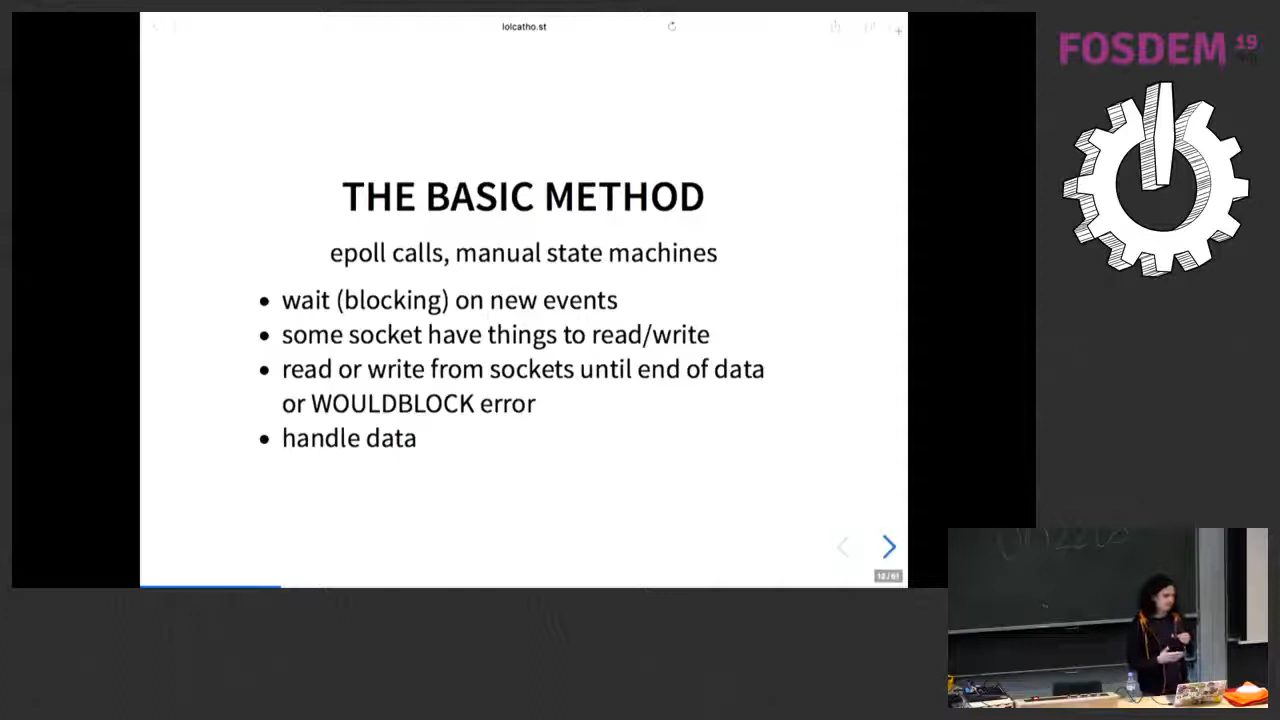 lolcatho.st
FOSDEM 19
THE BASIC METHOD
epoll calls, manual state machines
wait (blocking) on new events
some socket have things to read/write
read or write from sockets until end of data
or WOULDBLOCK error
handle data
12/61